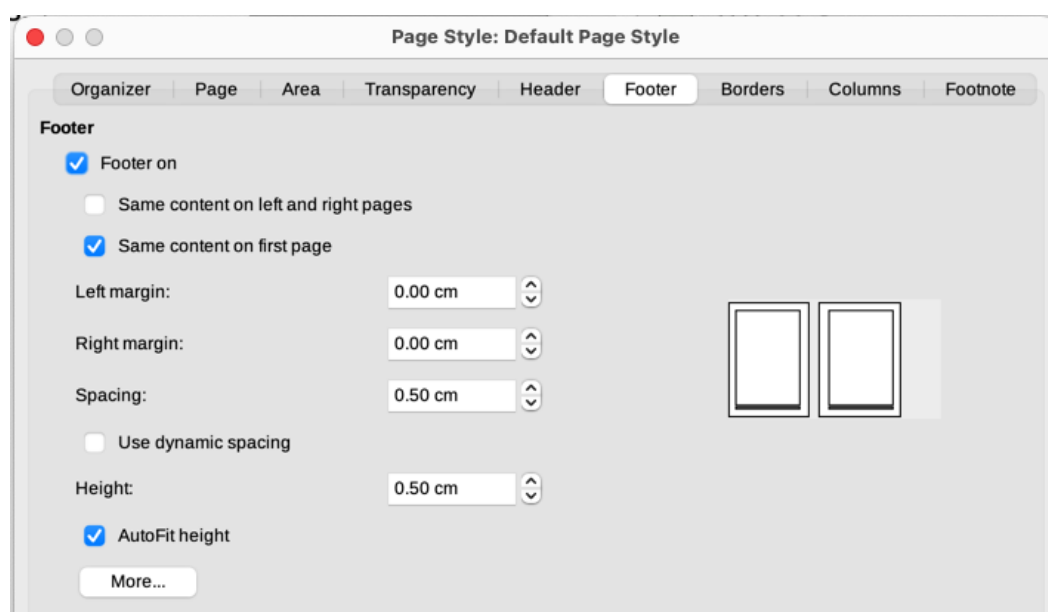 Page Style: Default Page Style
Organizer Page Area Transparency Header Footer Borders Columns Footnote
Footer
Footer on
Same content on left and right pages
Same content on first page
Left margin: 0.00 cm
Right margin: 0.00 cm
Spacing: 0.50 cm
Use dynamic spacing
Height: 0.50 cm
AutoFit height
More...